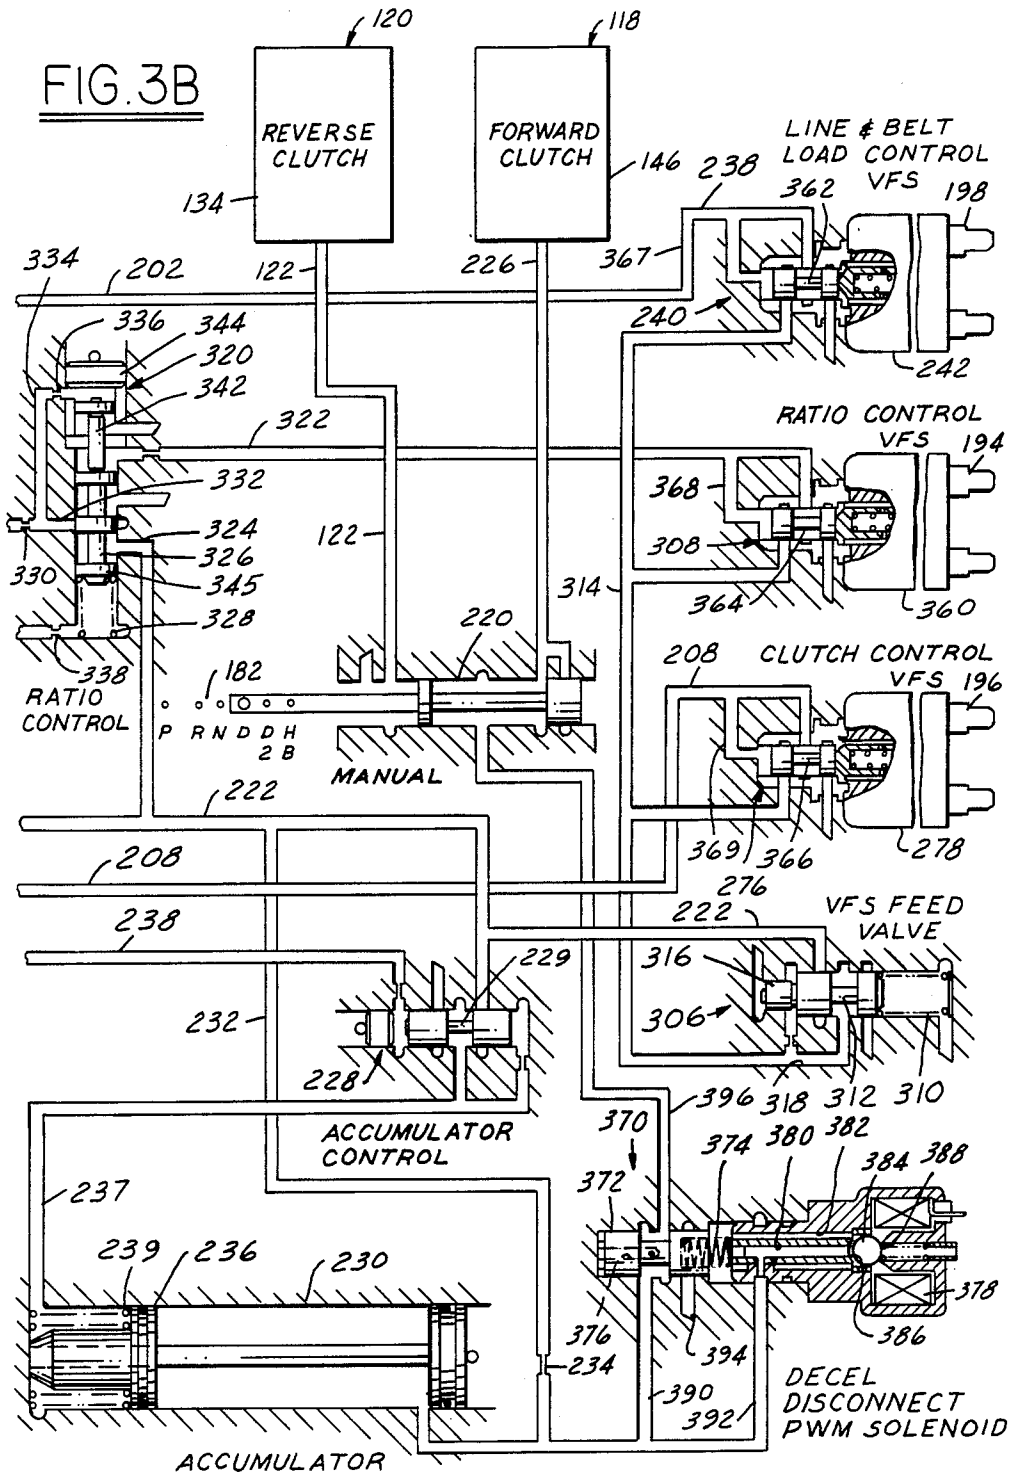 FIG.3B
120
118
REVERSE
CLUTCH
FORWARD
CLUTCH
134
146
LINE & BELT
LOAD CONTROL
VFS
238
362
198
367
122
226
334
202
336
344
320
342
240
242
RATIO CONTROL
VFS
194
322
368
332
324
122
308
326
330
345
314
364
360
328
220
338
208
CLUTCH CONTROL
VFS
196
RATIO
CONTROL
182
P R N D D H
2 B
MANUAL
222
369
366
278
276
208
222
VFS FEED
VALVE
238
316
229
232
306
228
318
312
310
396
370
380
382
ACCUMULATOR
CONTROL
374
384
388
372
237
239
236
230
376
394
378
386
234
390
392
DECEL
DISCONNECT
PWM SOLENOID
ACCUMULATOR